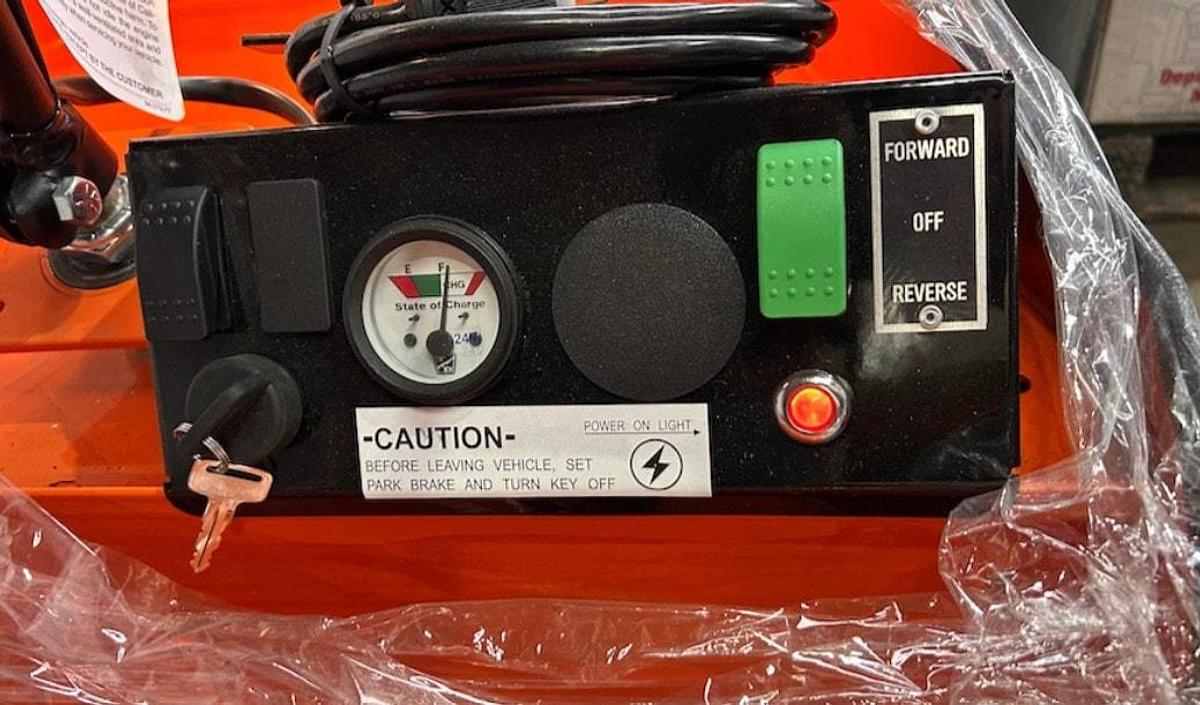 BY THE CUSTOMER
E F
CHG
State of Charge
24V
-CAUTION-
BEFORE LEAVING VEHICLE, SET
PARK BRAKE AND TURN KEY OFF
POWER ON LIGHT
FORWARD
OFF
REVERSE